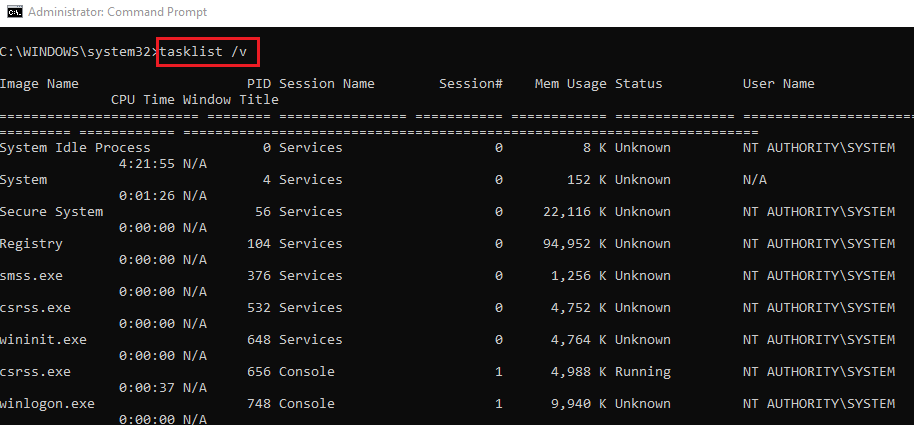 Administrator: Command Prompt
C:\WINDOWS\system32>tasklist /v
Image Name                     PID Session Name        Session#    Mem Usage Status          User Name
              CPU Time Window Title
========================= ======== ================ =========== ============ =============== ======================
========= ============ ========================================================================
System Idle Process              0 Services                   0          8 K Unknown         NT AUTHORITY\SYSTEM
               4:21:55 N/A
System                           4 Services                   0        152 K Unknown         N/A
               0:01:26 N/A
Secure System                   56 Services                   0     22,116 K Unknown         NT AUTHORITY\SYSTEM
               0:00:00 N/A
Registry                       104 Services                   0     94,952 K Unknown         NT AUTHORITY\SYSTEM
               0:00:00 N/A
smss.exe                       376 Services                   0      1,256 K Unknown         NT AUTHORITY\SYSTEM
               0:00:00 N/A
csrss.exe                      532 Services                   0      4,752 K Unknown         NT AUTHORITY\SYSTEM
               0:00:00 N/A
wininit.exe                    648 Services                   0      4,764 K Unknown         NT AUTHORITY\SYSTEM
               0:00:00 N/A
csrss.exe                      656 Console                    1      4,988 K Running         NT AUTHORITY\SYSTEM
               0:00:37 N/A
winlogon.exe                   748 Console                    1      9,940 K Unknown         NT AUTHORITY\SYSTEM
               0:00:00 N/A